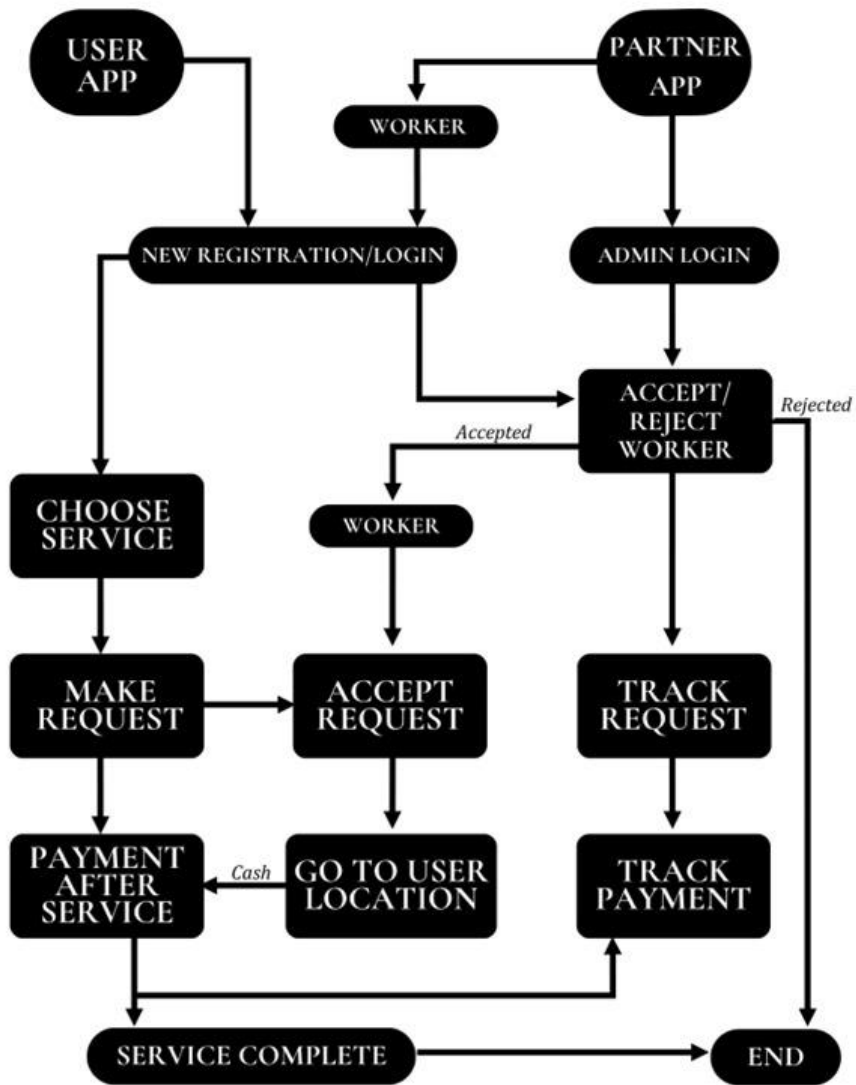 USER
APP
PARTNER
APP
WORKER
NEW REGISTRATION/LOGIN
ADMIN LOGIN
ACCEPT/
REJECT
WORKER
Rejected
Accepted
CHOOSE
SERVICE
WORKER
MAKE
REQUEST
ACCEPT
REQUEST
TRACK
REQUEST
PAYMENT
AFTER
SERVICE
Cash
GO TO USER
LOCATION
TRACK
PAYMENT
SERVICE COMPLETE
END